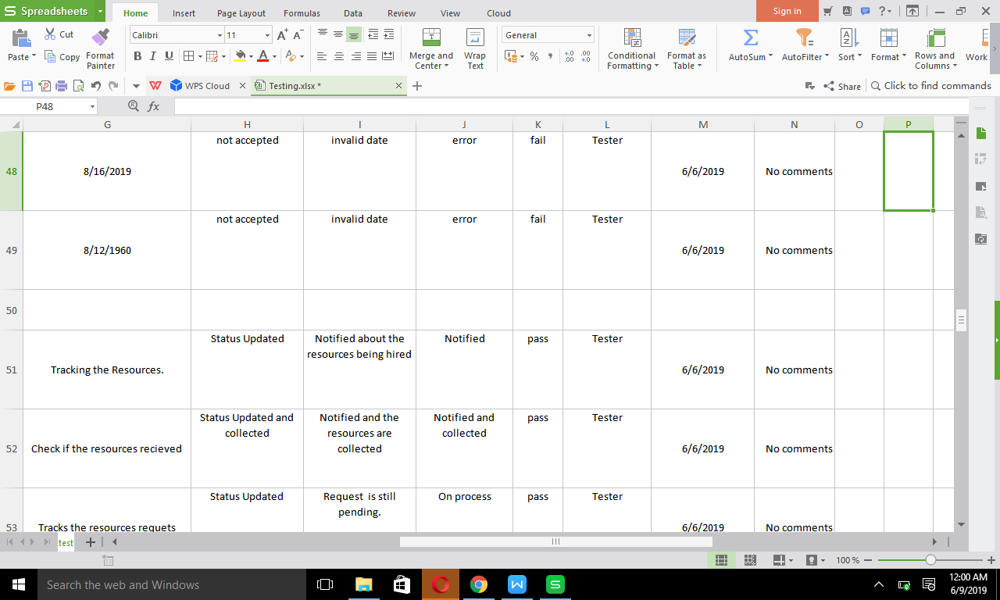 Spreadsheets
Home Insert Page Layout Formulas Data Review View Cloud Sign in
Paste Cut Copy Format Painter
Calibri 11
B I U A
General
Merge and Center
Wrap Text
Conditional Formatting
Format as Table
AutoSum
AutoFilter
Sort
Format
Rows and Columns
Work
WPS Cloud
Testing.xlsx *
Share
Click to find commands
P48
fx
G H I J K L M N O P
48 8/16/2019 not accepted invalid date error fail Tester 6/6/2019 No comments
49 8/12/1960 not accepted invalid date error fail Tester 6/6/2019 No comments
50
51 Tracking the Resources. Status Updated Notified about the resources being hired Notified pass Tester 6/6/2019 No comments
52 Check if the resources recieved Status Updated and collected Notified and the resources are collected Notified and collected pass Tester 6/6/2019 No comments
53 Tracks the resources requets Status Updated Request is still pending. On process pass Tester 6/6/2019 No comments
test
100 %
Search the web and Windows
12:00 AM
6/9/2019